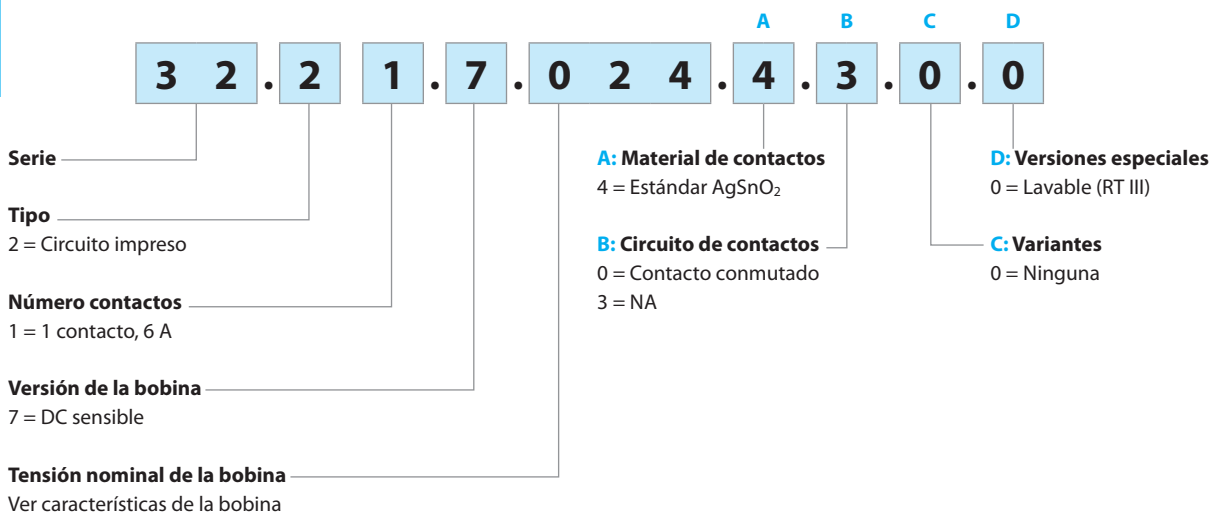 A B C D
3 2 . 2 1 . 7 . 0 2 4 . 4 . 3 . 0 . 0
Serie
Tipo
2 = Circuito impreso
Número contactos
1 = 1 contacto, 6 A
Versión de la bobina
7 = DC sensible
Tensión nominal de la bobina
Ver características de la bobina
A: Material de contactos
4 = Estándar AgSnO₂
B: Circuito de contactos
0 = Contacto conmutado
3 = NA
D: Versiones especiales
0 = Lavable (RT III)
C: Variantes
0 = Ninguna